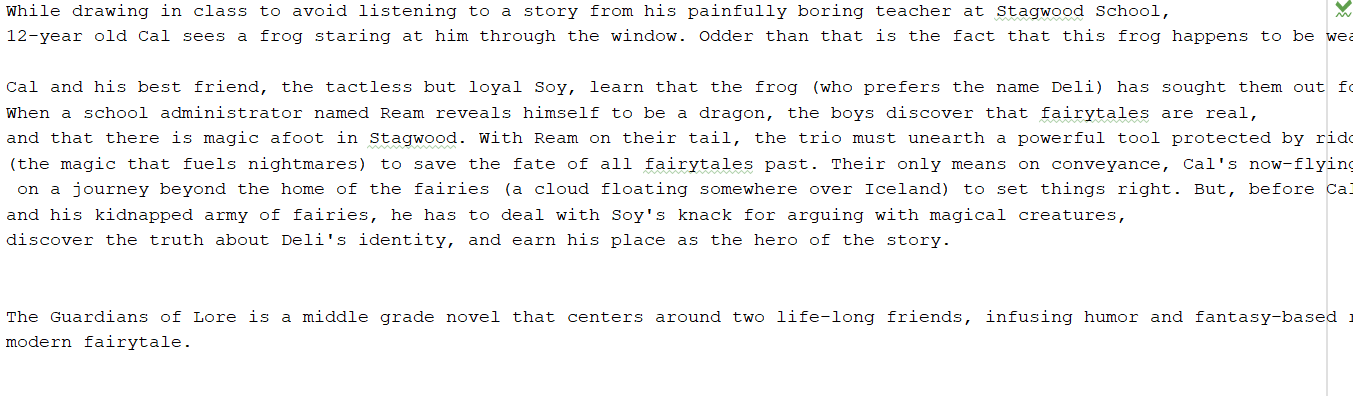 While drawing in class to avoid listening to a story from his painfully boring teacher at Stagwood School,
12-year old Cal sees a frog staring at him through the window. Odder than that is the fact that this frog happens to be
Cal and his best friend, the tactless but loyal Soy, learn that the frog (who prefers the name Deli) has sought them out
When a school administrator named Ream reveals himself to be a dragon, the boys discover that fairytales are real,
and that there is magic afoot in Stagwood. With Ream on their tail, the trio must unearth a powerful tool protected by
(the magic that fuels nightmares) to save the fate of all fairytales past. Their only means on conveyance, Cal's now-flying
on a journey beyond the home of the fairies (a cloud floating somewhere over Iceland) to set things right. But, before Cal
and his kidnapped army of fairies, he has to deal with Soy's knack for arguing with magical creatures,
discover the truth about Deli's identity, and earn his place as the hero of the story.
The Guardians of Lore is a middle grade novel that centers around two life-long friends, infusing humor and fantasy-based
modern fairytale.